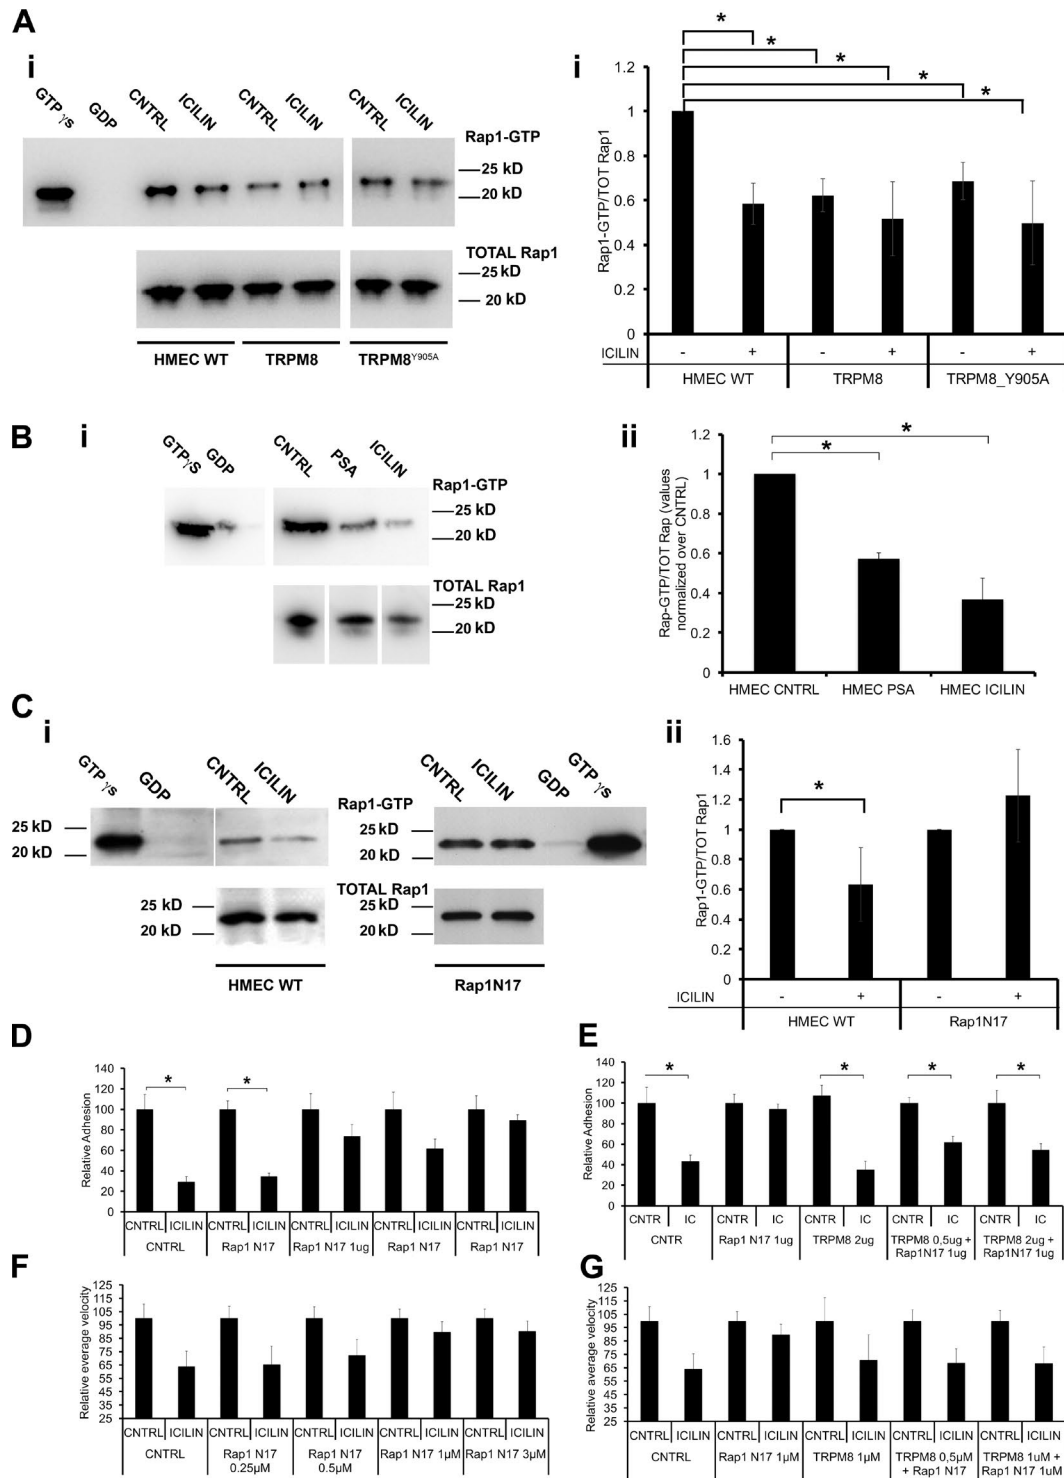 A
i
GTP γs
GDP
CNTRL
ICILIN
CNTRL
ICILIN
CNTRL
ICILIN
Rap1-GTP
25 kD
20 kD
TOTAL Rap1
25 kD
20 kD
HMEC WT
TRPM8
TRPM8Y905A
i
Rap1-GTP/TOT Rap1
1.2
1
0.8
0.6
0.4
0.2
0
* * * * *
ICILIN - + - + - +
HMEC WT TRPM8 TRPM8_Y905A
B
i
GTPγS
GDP
CNTRL
PSA
ICILIN
Rap1-GTP
25 kD
20 kD
TOTAL Rap1
25 kD
20 kD
ii
Rap-GTP/TOT Rap (values
normalized over CNTRL)
1.2
1
0.8
0.6
0.4
0.2
0
* *
HMEC CNTRL HMEC PSA HMEC ICILIN
C
i
GTP γs
GDP
CNTRL
ICILIN
25 kD
20 kD
25 kD
20 kD
HMEC WT
CNTRL
ICILIN
GDP
GTP γs
Rap1-GTP
25 kD
20 kD
TOTAL Rap1
25 kD
20 kD
Rap1N17
ii
Rap1-GTP/TOT Rap1
1.6
1.4
1.2
1
0.8
0.6
0.4
0.2
0
*
ICILIN - + - +
HMEC WT Rap1N17
D
Relative Adhesion
140
120
100
80
60
40
20
0
* *
CNTRL ICILIN CNTRL ICILIN CNTRL ICILIN CNTRL ICILIN CNTRL ICILIN
CNTRL Rap1 N17 Rap1 N17 1ug Rap1 N17 Rap1 N17
E
Relative Adhesion
140
120
100
80
60
40
20
0
* * * *
CNTR IC CNTR IC CNTR IC CNTR IC CNTR IC
CNTR Rap1 N17 1ug TRPM8 2ug TRPM8 0,5ug + TRPM8 2ug +
Rap1N17 1ug Rap1N17 1ug
F
Relative everage velocity
125
115
105
95
85
75
65
55
45
35
25
CNTRL ICILIN CNTRL ICILIN CNTRL ICILIN CNTRL ICILIN CNTRL ICILIN
CNTRL Rap1 N17 Rap1 N17 Rap1 N17 1µM Rap1 N17 3µM
0.25µM 0.5µM
G
Relative average velocity
125
115
105
95
85
75
65
55
45
35
25
CNTRL ICILIN CNTRL ICILIN CNTRL ICILIN CNTRL ICILIN CNTRL ICILIN
CNTRL Rap1 N17 1µM TRPM8 1µM TRPM8 0,5µM TRPM8 1uM +
+ Rap1 N17 Rap1 N17 1uM